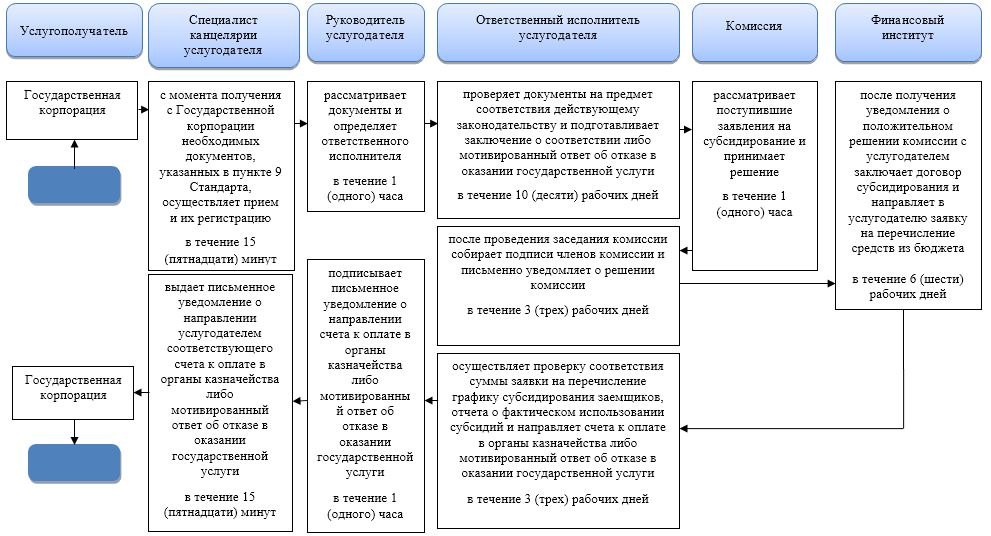 Услугополучатель
Специалист
канцелярии
услугодателя
Руководитель
услугодателя
Ответственный исполнитель
услугодателя
Комиссия
Финансовый
институт
Государственная
корпорация
с момента получения
с Государственной
корпорации
необходимых
документов,
указанных в пункте 9
Стандарта,
осуществляет прием
и их регистрацию
в течение 15
(пятнадцати) минут
рассматривает
документы и
определяет
ответственного
исполнителя
в течение 1
(одного) часа
проверяет документы на предмет
соответствия действующему
законодательству и подготавливает
заключение о соответствии либо
мотивированный ответ об отказе в
оказании государственной услуги
в течение 10 (десяти) рабочих дней
рассматривает
поступившие
заявления на
субсидирование и
принимает
решение
в течение 1
(одного) часа
после получения
уведомления о
положительном
решении комиссии с
услугодателем
заключает договор
субсидирования и
направляет в
услугодателю заявку
на перечисление
средств из бюджета
в течение 6 (шести)
рабочих дней
после проведения заседания комиссии
собирает подписи членов комиссии и
письменно уведомляет о решении
комиссии
в течение 3 (трех) рабочих дней
осуществляет проверку соответствия
суммы заявки на перечисление
графику субсидирования заемщиков,
отчета о фактическом использовании
субсидий и направляет счета к оплате
в органы казначейства либо
мотивированный ответ об отказе в
оказании государственной услуги
в течение 3 (трех) рабочих дней
подписывает
письменное
уведомление о
направлении
счета к оплате в
органы
казначейства
либо
мотивированны
й ответ об
отказе в
оказании
государственной
услуги
в течение 1
(одного) часа
выдает письменное
уведомление о
направлении
услугодателем
соответствующего
счета к оплате в
органы казначейства
либо
мотивированный
ответ об отказе в
оказании
государственной
услуги
в течение 15
(пятнадцати) минут
Государственная
корпорация